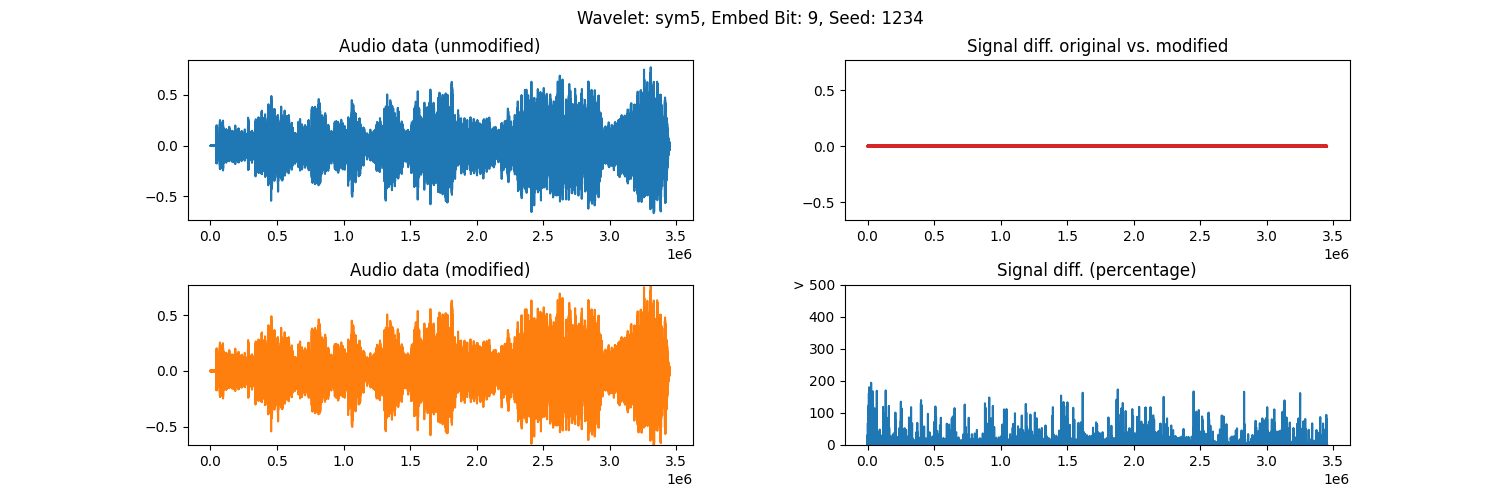 Wavelet: sym5, Embed Bit: 9, Seed: 1234
Audio data (unmodified)
0.5
0.0
−0.5
0.0 0.5 1.0 1.5 2.0 2.5 3.0 3.5
1e6
Signal diff. original vs. modified
0.5
0.0
−0.5
0.0 0.5 1.0 1.5 2.0 2.5 3.0 3.5
1e6
Audio data (modified)
0.5
0.0
−0.5
0.0 0.5 1.0 1.5 2.0 2.5 3.0 3.5
1e6
Signal diff. (percentage)
> 500
400
300
200
100
0
0.0 0.5 1.0 1.5 2.0 2.5 3.0 3.5
1e6